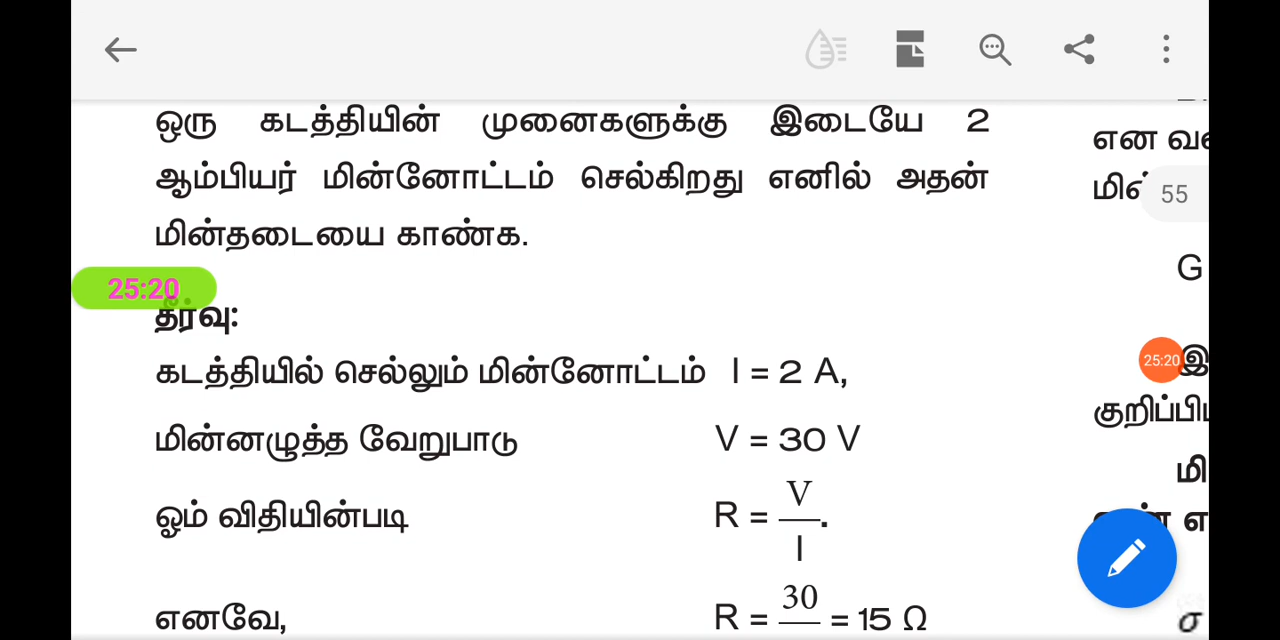 ஒரு கடத்தியின் முனைகளுக்கு இடையே 2
ஆம்பியர் மின்னோட்டம் செல்கிறது எனில் அதன்
மின்தடையை காண்க.
25:20
தீர்வு:
கடத்தியில் செல்லும் மின்னோட்டம் I = 2 A,
மின்னழுத்த வேறுபாடு V = 30 V
ஓம் விதியின்படி R = V
I .
எனவே, R = 30 = 15 Ω
என
55
G
25:20
σ